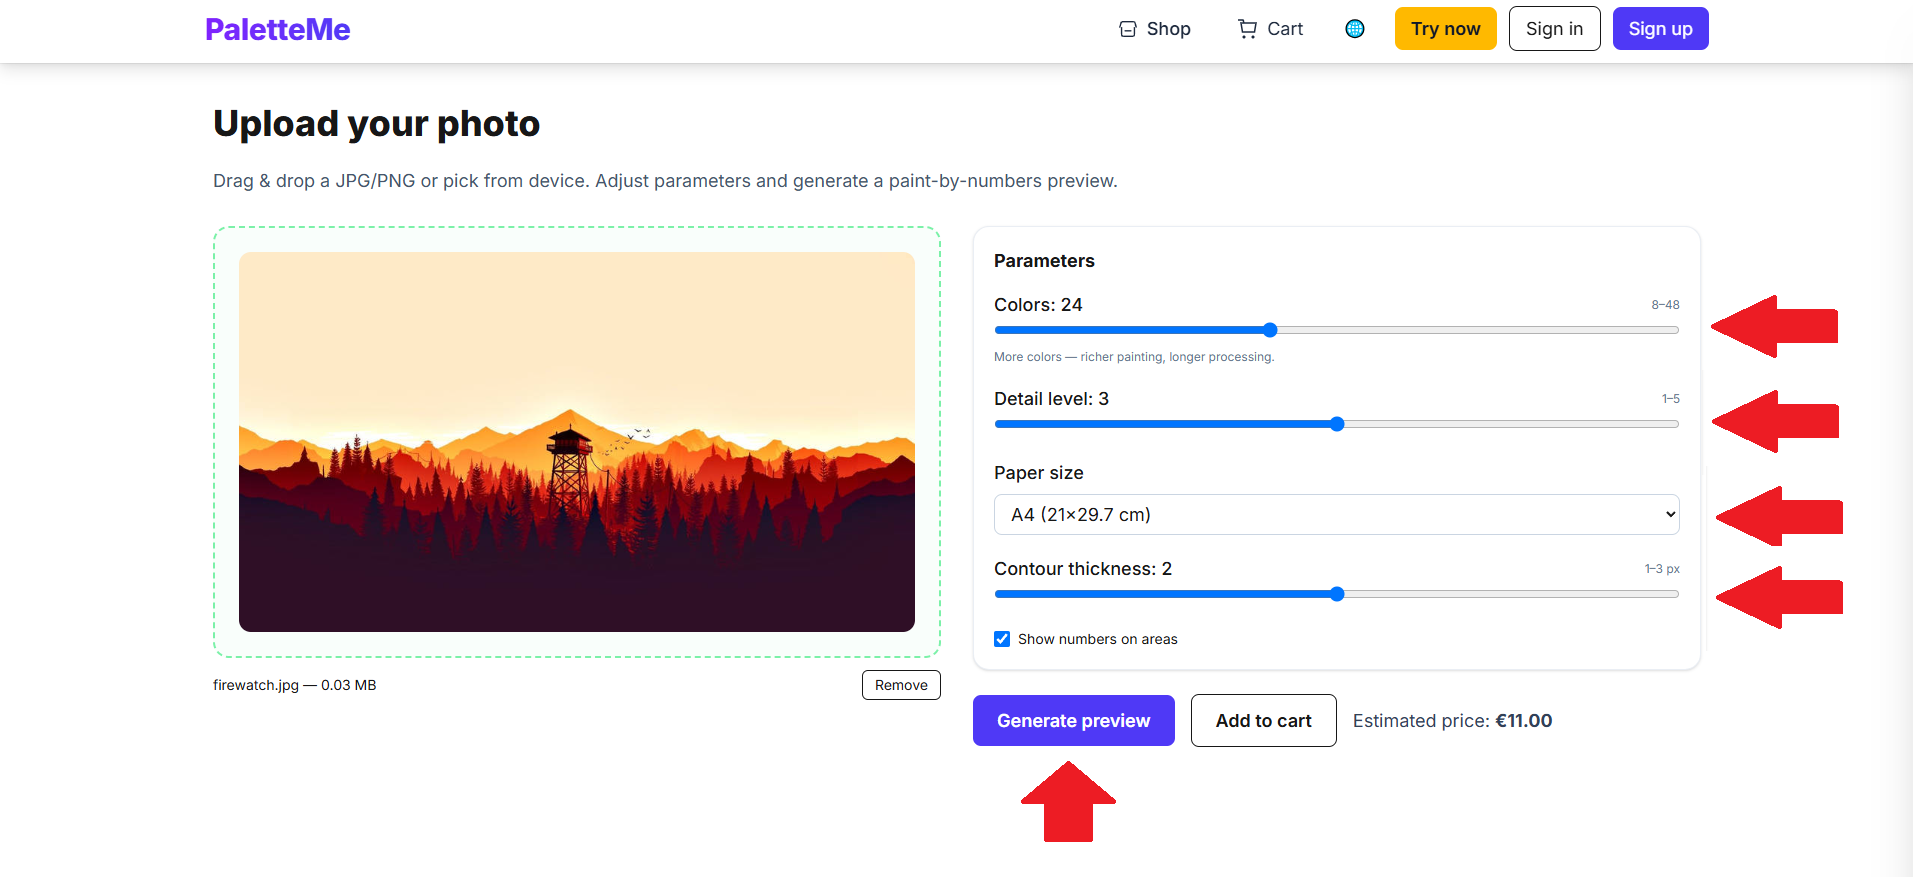 PaletteMe
Shop
Cart
Try now
Sign in
Sign up
Upload your photo
Drag & drop a JPG/PNG or pick from device. Adjust parameters and generate a paint-by-numbers preview.
Parameters
Colors: 24
8–48
More colors — richer painting, longer processing.
Detail level: 3
1–5
Paper size
A4 (21×29.7 cm)
Contour thickness: 2
1–3 px
Show numbers on areas
firewatch.jpg — 0.03 MB
Remove
Generate preview
Add to cart
Estimated price: €11.00